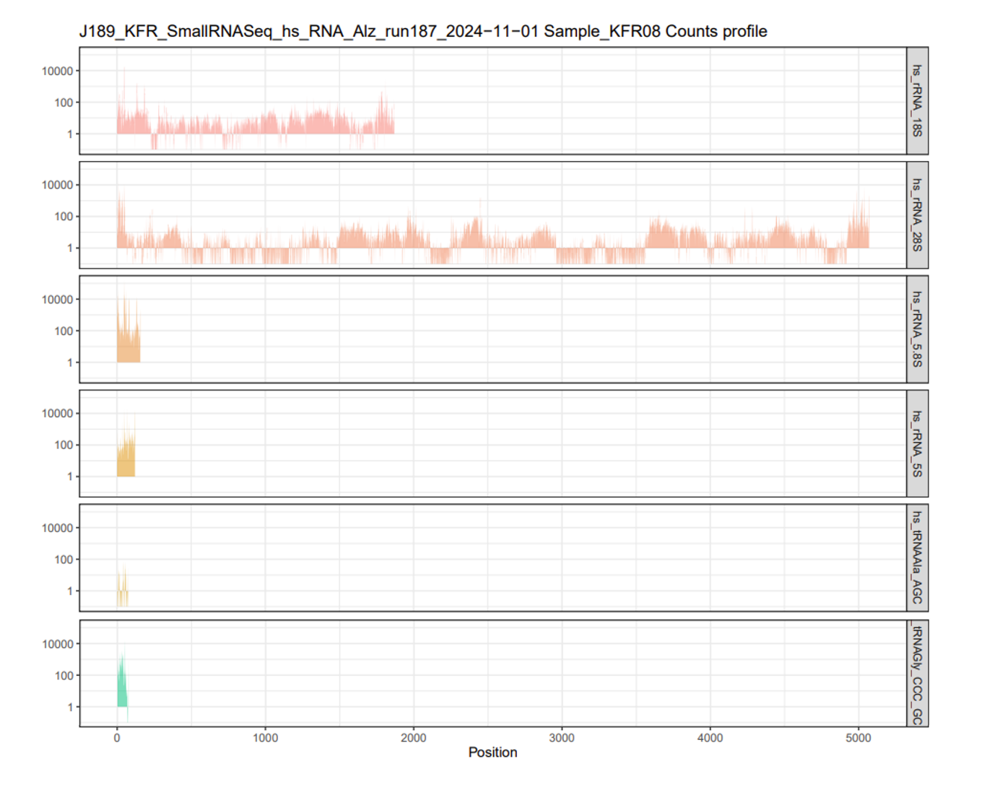 J189_KFR_SmallRNASeq_hs_RNA_Alz_run187_2024−11−01 Sample_KFR08 Counts profile
10000
100
1
hs_rRNA_18S
10000
100
1
hs_rRNA_28S
10000
100
1
hs_rRNA_5.8S
10000
100
1
hs_rRNA_5S
10000
100
1
hs_tRNAAla_AGC
10000
100
1
_tRNAGly_CCC_GC
0 1000 2000 3000 4000 5000
Position